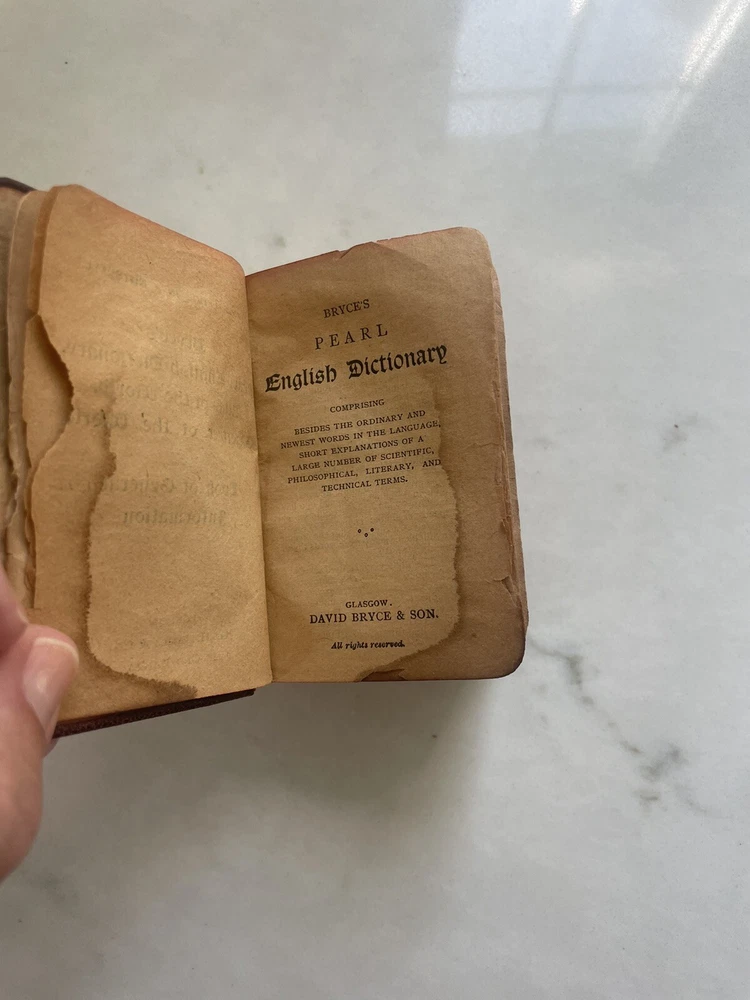 BRYCE'S
PEARL
English Dictionary
COMPRISING
BESIDES THE ORDINARY AND
NEWEST WORDS IN THE LANGUAGE,
SHORT EXPLANATIONS OF A
LARGE NUMBER OF SCIENTIFIC,
PHILOSOPHICAL, LITERARY, AND
TECHNICAL TERMS.
GLASGOW.
DAVID BRYCE & SON.
All rights reserved.